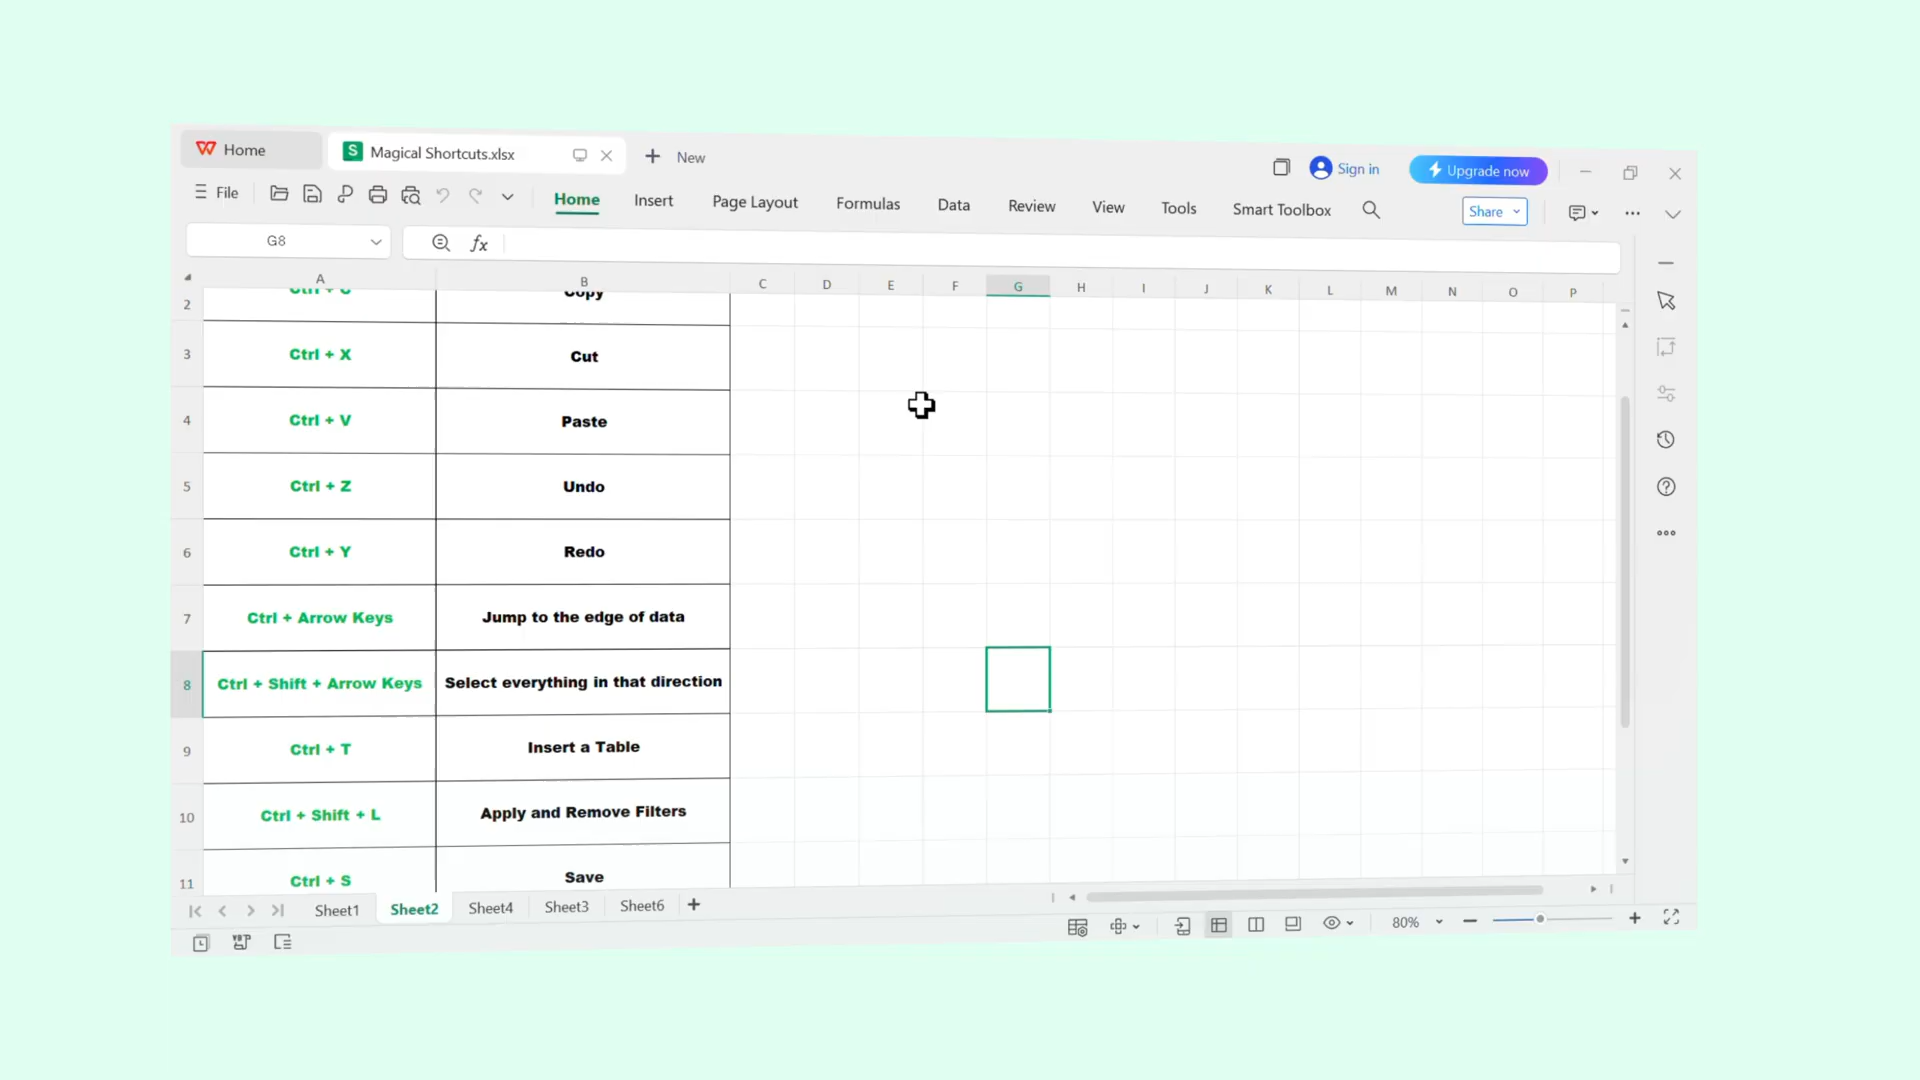 Home
S Magical Shortcuts.xlsx
New
Sign in
Upgrade now
File
Home Insert Page Layout Formulas Data Review View Tools Smart Toolbox
Share
G8
fx
A B C D E F G H I J K L M N O P
2 Ctrl + C Copy
3 Ctrl + X Cut
4 Ctrl + V Paste
5 Ctrl + Z Undo
6 Ctrl + Y Redo
7 Ctrl + Arrow Keys Jump to the edge of data
8 Ctrl + Shift + Arrow Keys Select everything in that direction
9 Ctrl + T Insert a Table
10 Ctrl + Shift + L Apply and Remove Filters
11 Ctrl + S Save
Sheet1 Sheet2 Sheet4 Sheet3 Sheet6
80%